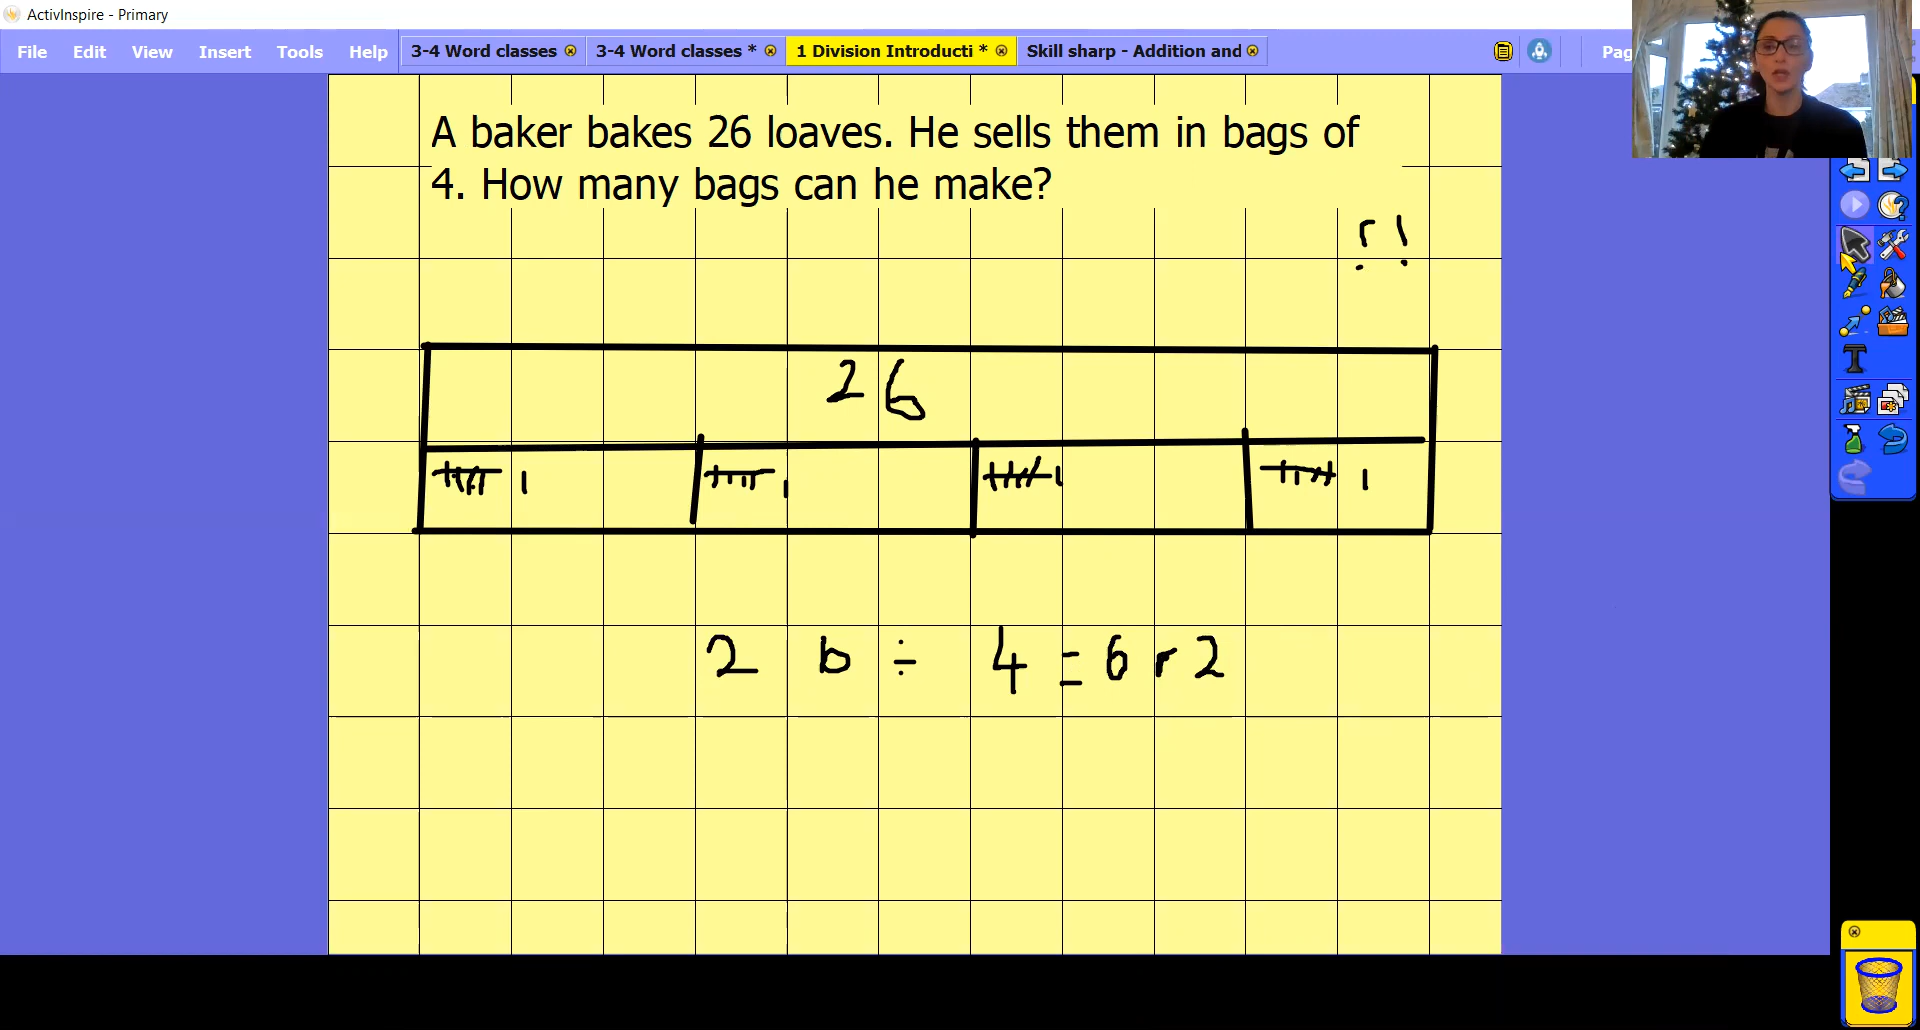 ActivInspire - Primary
File Edit View Insert Tools Help 3-4 Word classes 3-4 Word classes * 1 Division Introducti * Skill sharp - Addition and Pag
A baker bakes 26 loaves. He sells them in bags of
4. How many bags can he make?
r
26
1 1 1 1
26 ÷ 4 = 6 r 2